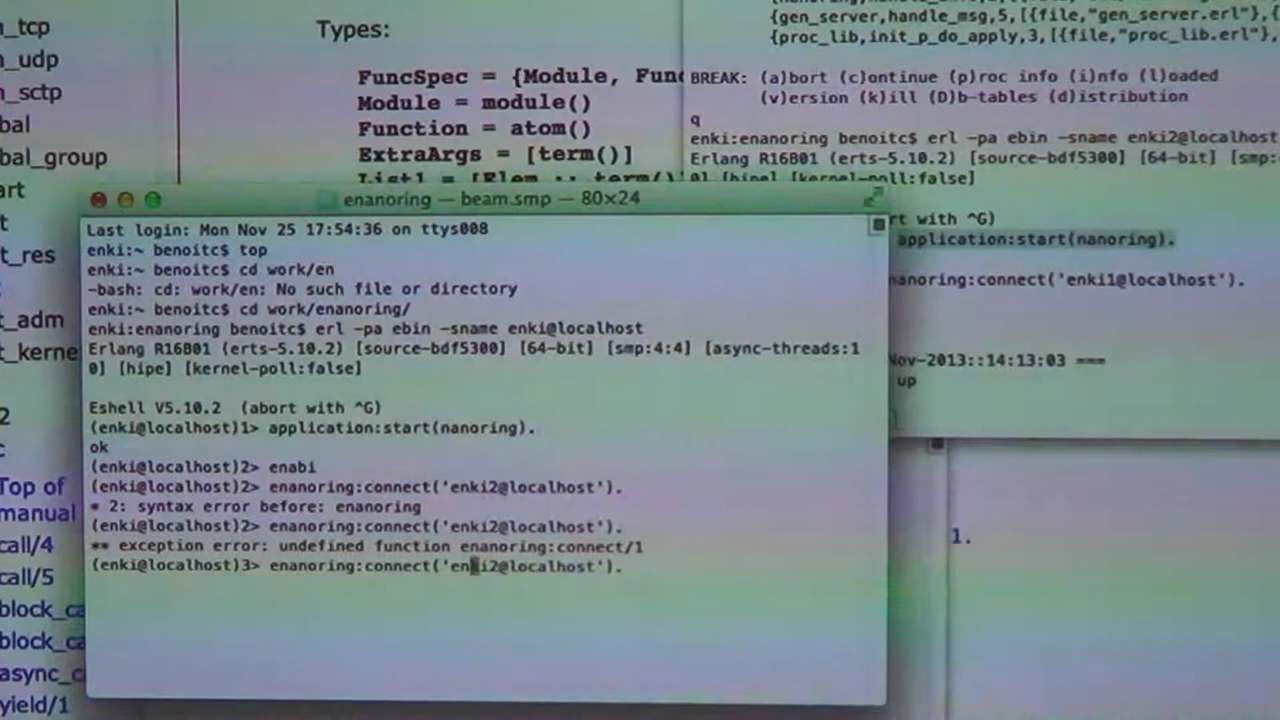 _tcp
_udp
_sctp
bal
bal_group
art
t
t_res
t_adm
t_kerne
2
c
Top of
manual
call/4
call/5
block_ca
block_ca
async_c
yield/1
Types:
FuncSpec = {Module, Func
Module = module()
Function = atom()
ExtraArgs = [term()]
List1 = [Elem :: term()
{gen_server,handle_msg,5,[{file,"gen_server.erl"},{
{proc_lib,init_p_do_apply,3,[{file,"proc_lib.erl"},
BREAK: (a)bort (c)ontinue (p)roc info (i)nfo (l)oaded
(v)ersion (k)ill (D)b-tables (d)istribution
q
enki:enanoring benoitc$ erl -pa ebin -sname enki2@localhost
Erlang R16B01 (erts-5.10.2) [source-bdf5300] [64-bit] [smp:
0] [hipe] [kernel-poll:false]
rt with ^G)
application:start(nanoring).
nanoring:connect('enki1@localhost').
Nov-2013::14:13:03 ===
up
enanoring — beam.smp — 80×24
Last login: Mon Nov 25 17:54:36 on ttys008
enki:~ benoitc$ top
enki:~ benoitc$ cd work/en
-bash: cd: work/en: No such file or directory
enki:~ benoitc$ cd work/enanoring/
enki:enanoring benoitc$ erl -pa ebin -sname enki@localhost
Erlang R16B01 (erts-5.10.2) [source-bdf5300] [64-bit] [smp:4:4] [async-threads:1
0] [hipe] [kernel-poll:false]
Eshell V5.10.2  (abort with ^G)
(enki@localhost)1> application:start(nanoring).
ok
(enki@localhost)2> enabi
(enki@localhost)2> enanoring:connect('enki2@localhost').
* 2: syntax error before: enanoring
(enki@localhost)2> enanoring:connect('enki2@localhost').
** exception error: undefined function enanoring:connect/1
(enki@localhost)3> enanoring:connect('enki2@localhost').
1.